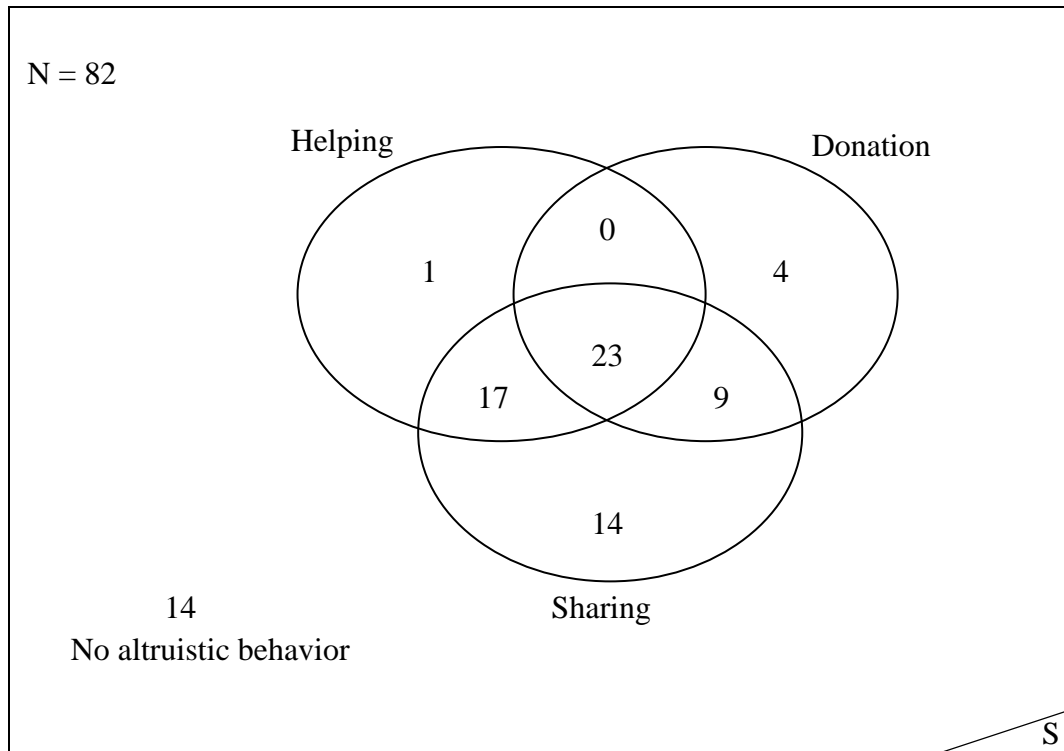 N = 82
Helping
Donation
0
1
4
23
17
9
14
14
Sharing
No altruistic behavior
S